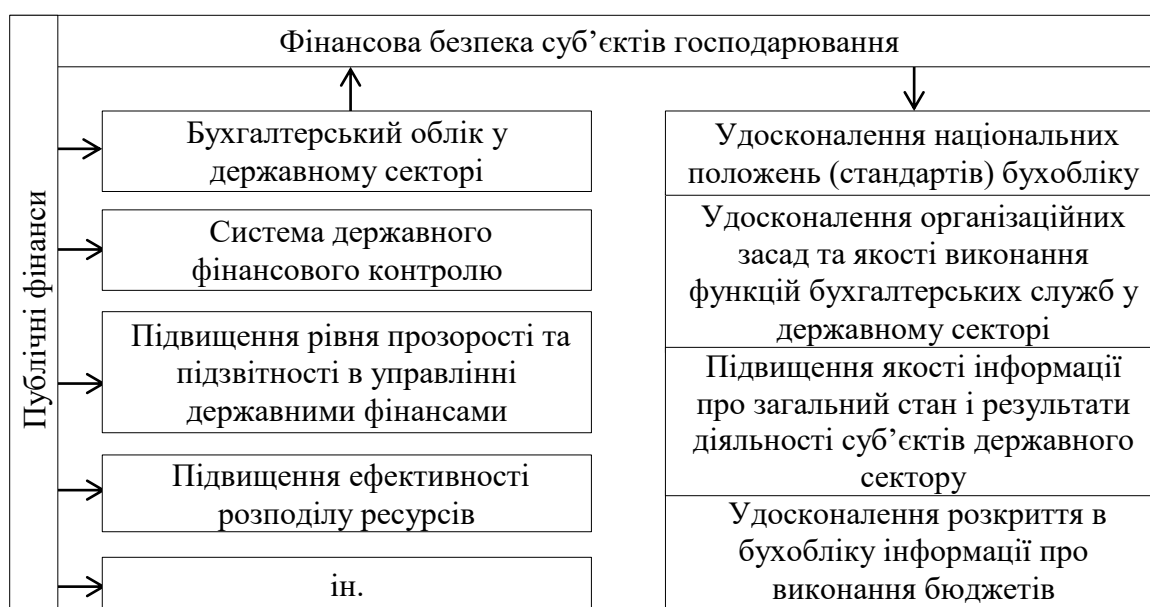 Фінансова безпека суб’єктів господарювання
Публічні фінанси
Бухгалтерський облік у
державному секторі
Система державного
фінансового контролю
Підвищення рівня прозорості та
підзвітності в управлінні
державними фінансами
Підвищення ефективності
розподілу ресурсів
ін.
Удосконалення національних
положень (стандартів) бухобліку
Удосконалення організаційних
засад та якості виконання
функцій бухгалтерських служб у
державному секторі
Підвищення якості інформації
про загальний стан і результати
діяльності суб’єктів державного
сектору
Удосконалення розкриття в
бухобліку інформації про
виконання бюджетів